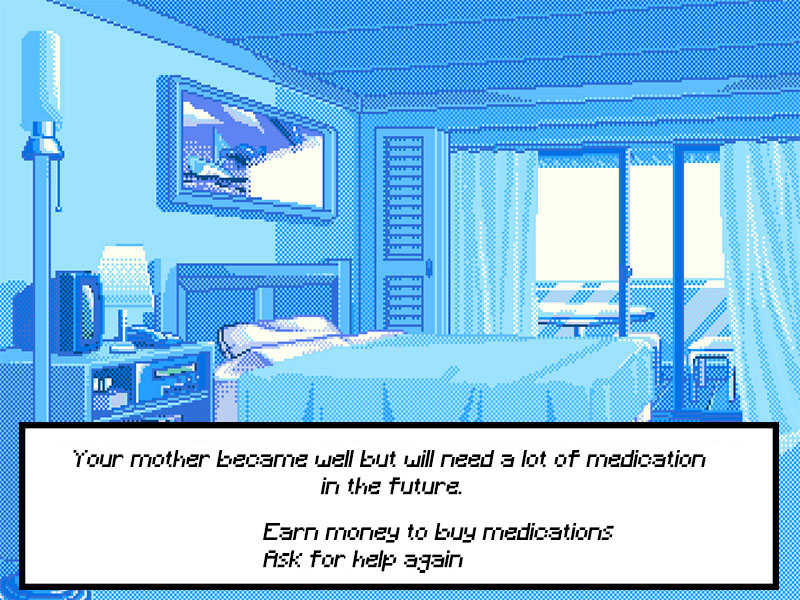 Your mother became well but will need a lot of medication
in the future.
Earn money to buy medications
Ask for help again